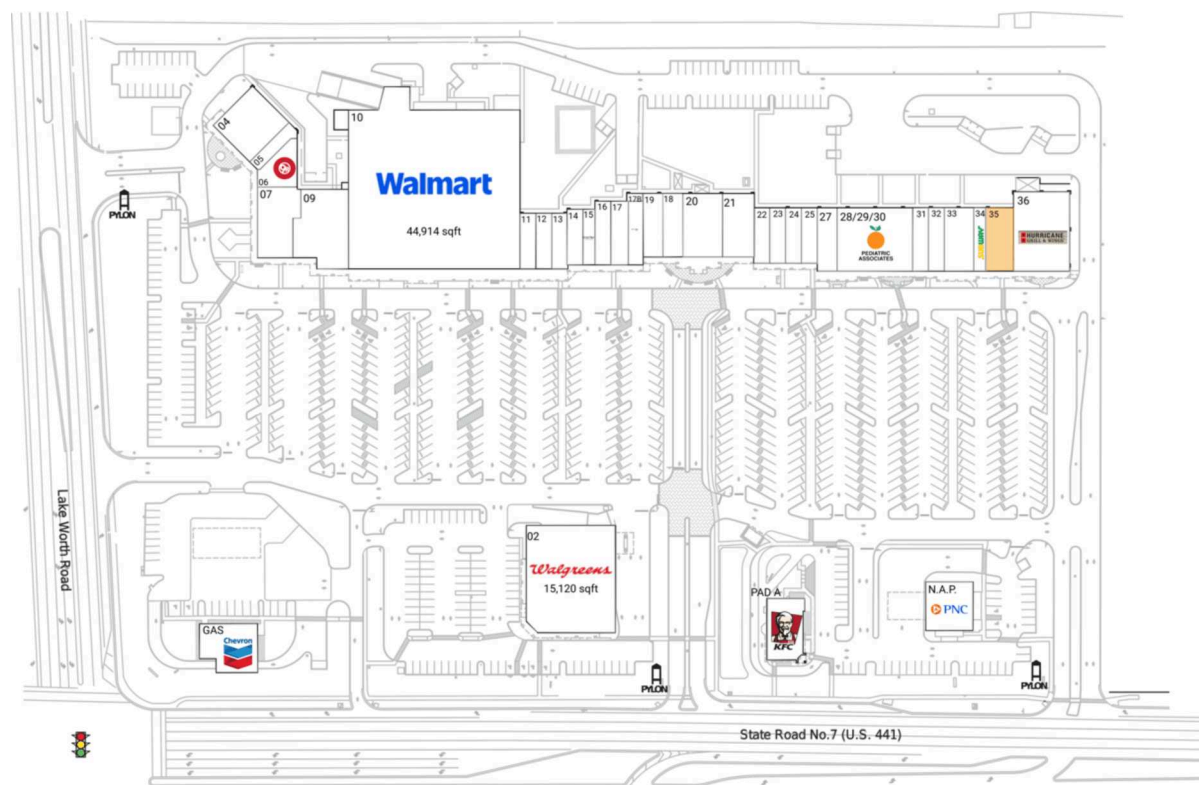 04
05
06
07
09
10
Walmart
44,914 sqft
11
12
13
14
15
16
17
19
18
20
21
22
23
24
25
27
28/29/30
PEDIATRIC
ASSOCIATES
31
32
33
34
SUBWAY
35
36
HURRICANE
GRILL & WINGS
PYLON
Lake Worth Road
02
Walgreens
15,120 sqft
PAD A
KFC
N.A.P.
PNC
GAS
Chevron
PYLON
PYLON
State Road No.7 (U.S. 441)